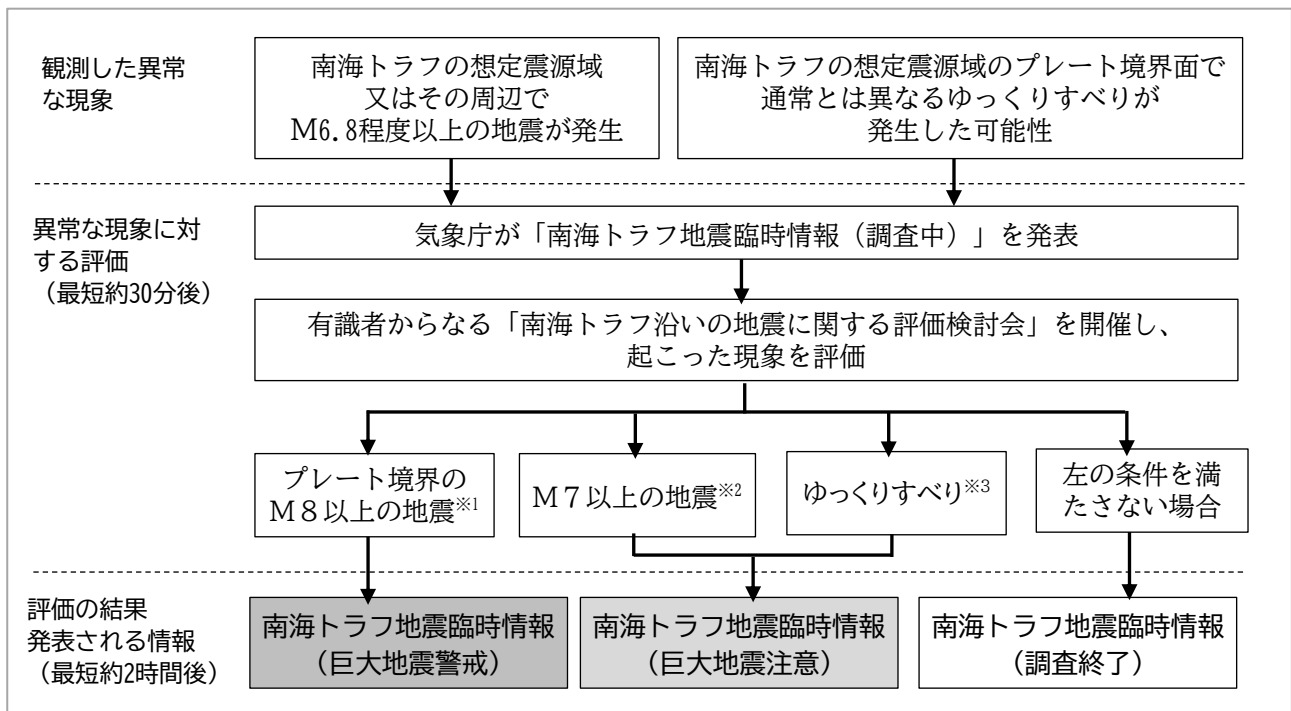 観測した異常
な現象
南海トラフの想定震源域
又はその周辺で
M6.8程度以上の地震が発生
南海トラフの想定震源域のプレート境界面で
通常とは異なるゆっくりすべりが
発生した可能性
異常な現象に対
する評価
（最短約30分後）
気象庁が「南海トラフ地震臨時情報（調査中）」を発表
有識者からなる「南海トラフ沿いの地震に関する評価検討会」を開催し、
起こった現象を評価
プレート境界の
M８以上の地震※1
M７以上の地震※2
ゆっくりすべり※3
左の条件を満
たさない場合
評価の結果
発表される情報
（最短約2時間後）
南海トラフ地震臨時情報
（巨大地震警戒）
南海トラフ地震臨時情報
（巨大地震注意）
南海トラフ地震臨時情報
（調査終了）